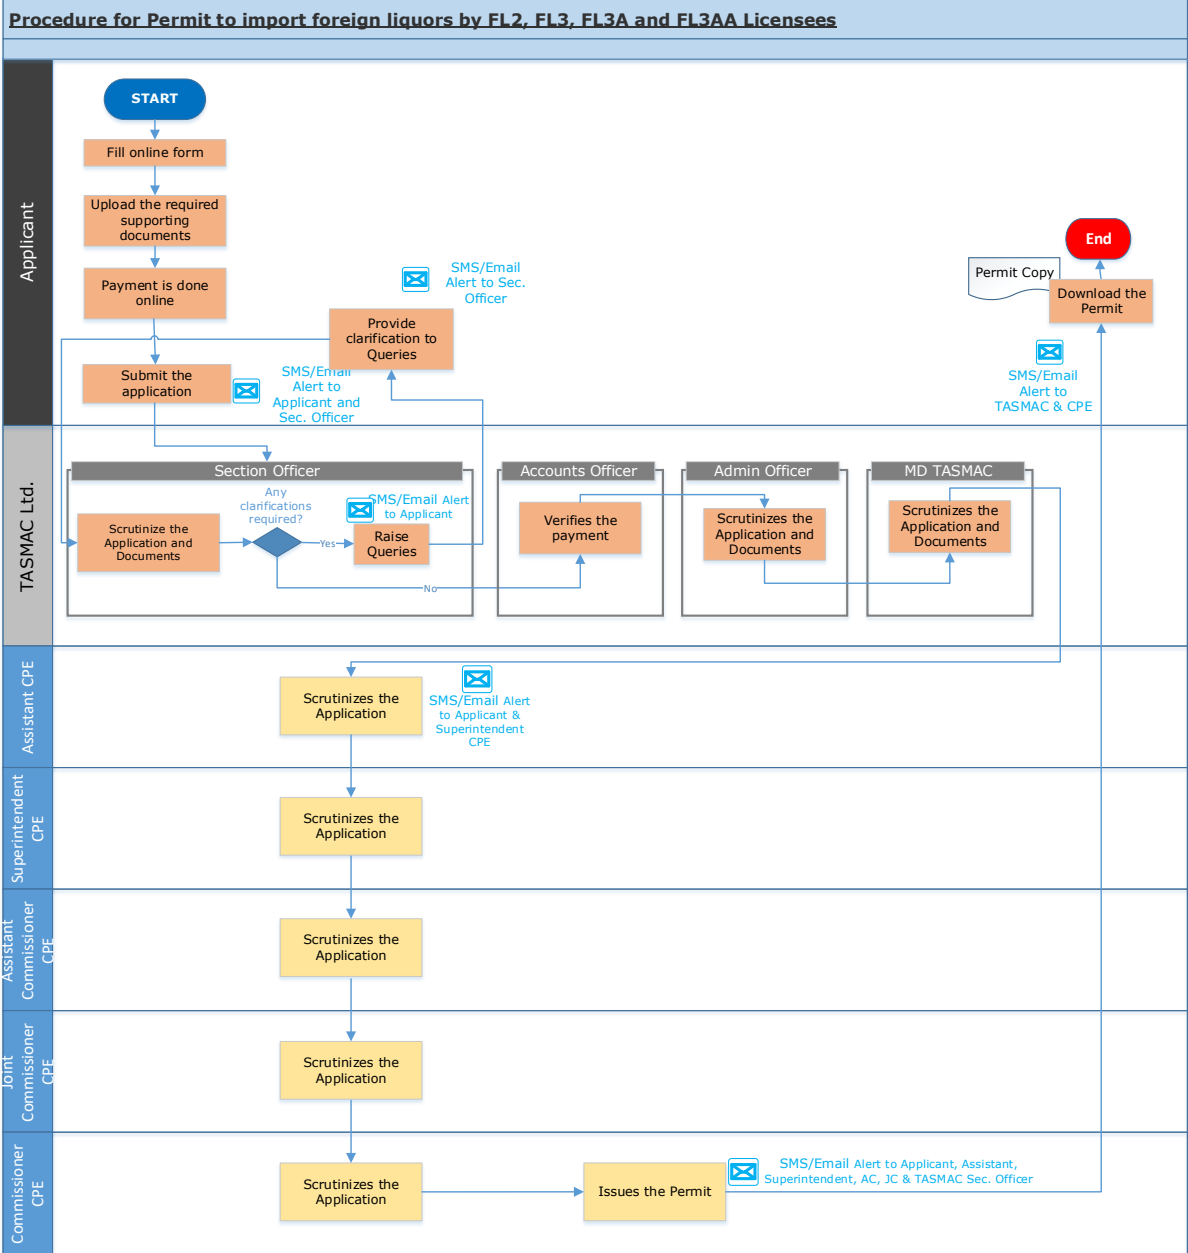 Procedure for Permit to import foreign liquors by FL2, FL3, FL3A and FL3AA Licensees
Applicant
START
Fill online form
Upload the required
supporting
documents
Payment is done
online
Submit the
application
SMS/Email
Alert to
Applicant and
Sec. Officer
SMS/Email
Alert to Sec.
Officer
Provide
clarification to
Queries
End
Permit Copy
Download the
Permit
SMS/Email
Alert to
TASMAC & CPE
TASMAC Ltd.
Section Officer
Scrutinize the
Application and
Documents
Any
clarifications
required?
Yes
No
SMS/Email Alert
to Applicant
Raise
Queries
Accounts Officer
Verifies the
payment
Admin Officer
Scrutinizes the
Application and
Documents
MD TASMAC
Scrutinizes the
Application and
Documents
Assistant CPE
Scrutinizes the
Application
SMS/Email Alert
to Applicant &
Superintendent
CPE
Superintendent
CPE
Scrutinizes the
Application
Assistant
Commissioner
CPE
Scrutinizes the
Application
Joint
Commissioner
CPE
Scrutinizes the
Application
Commissioner
CPE
Scrutinizes the
Application
Issues the Permit
SMS/Email Alert to Applicant, Assistant,
Superintendent, AC, JC & TASMAC Sec. Officer